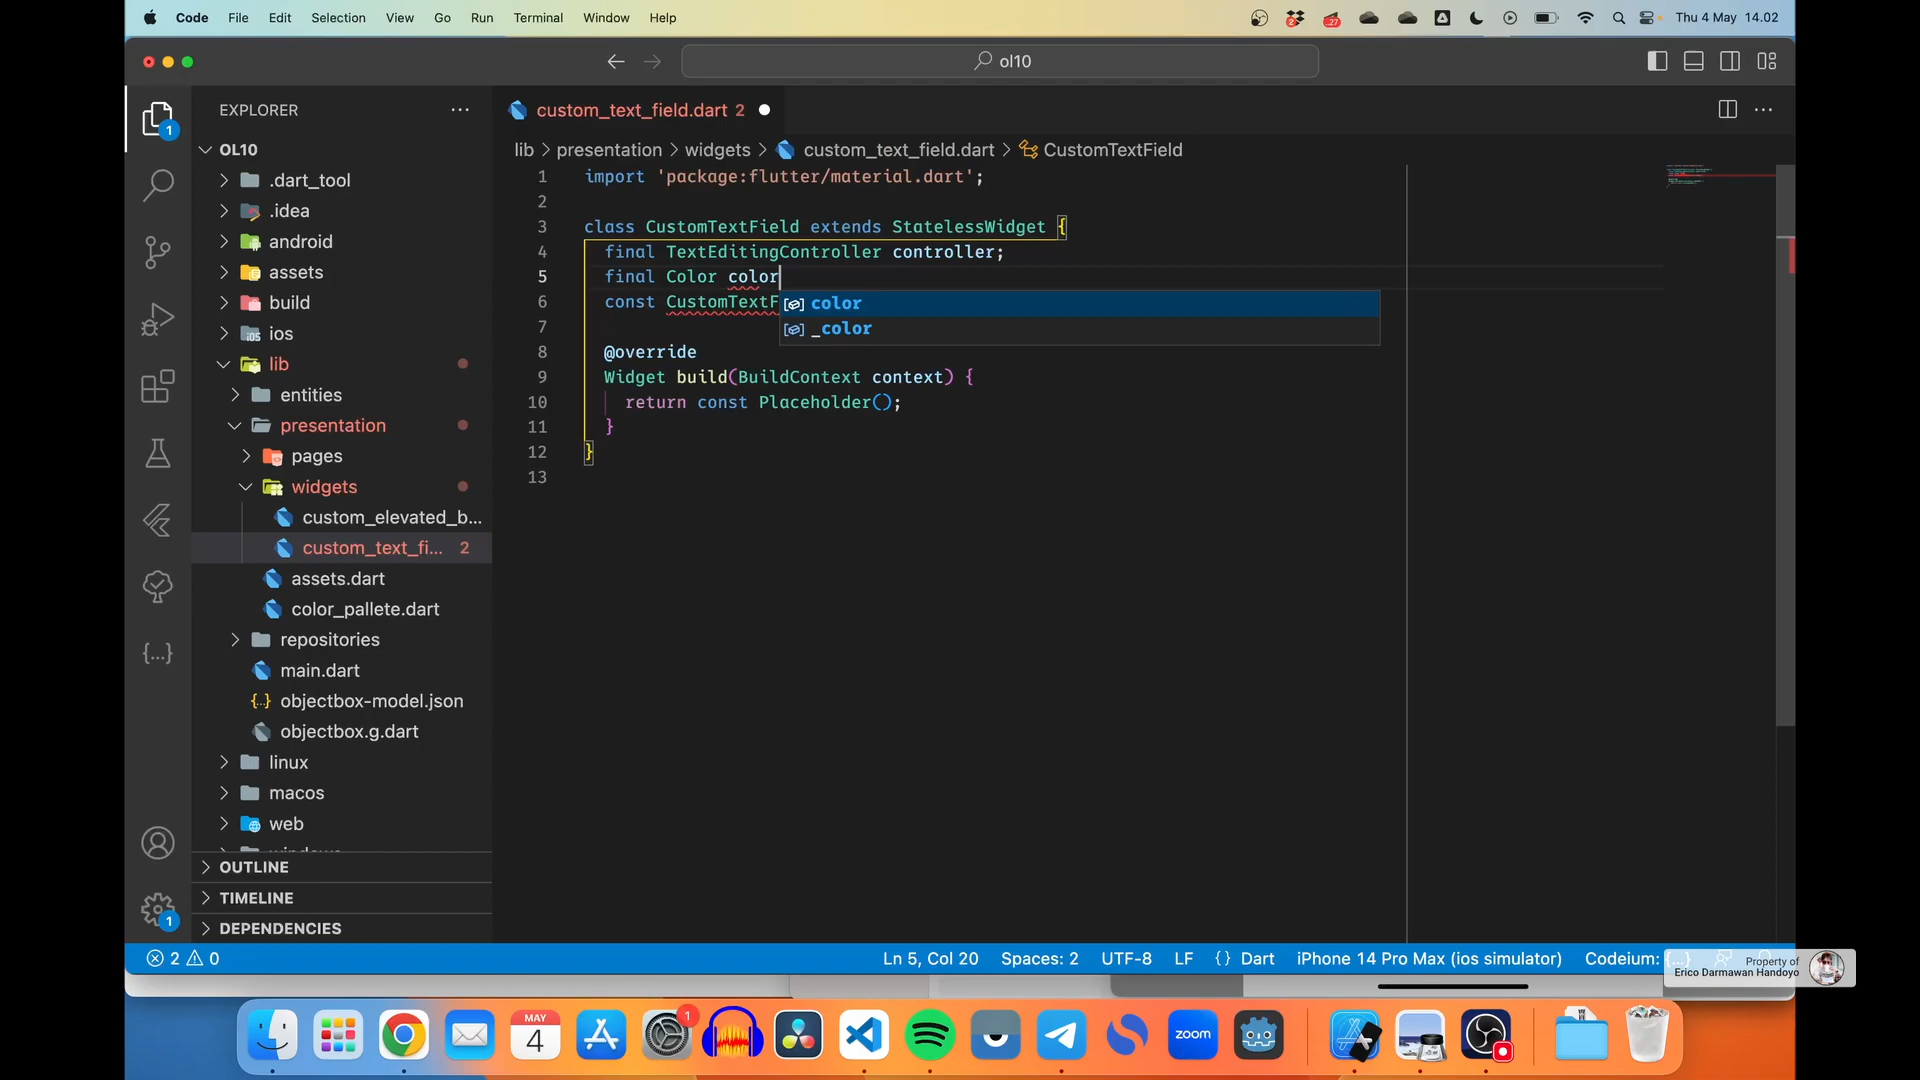 Code File Edit Selection View Go Run Terminal Window Help
2
27
Thu 4 May 14.02
ol10
EXPLORER
1
OL10
.dart_tool
.idea
android
assets
build
ios
lib
entities
presentation
pages
widgets
custom_elevated_b...
custom_text_fi... 2
assets.dart
color_pallete.dart
repositories
main.dart
objectbox-model.json
objectbox.g.dart
linux
macos
web
OUTLINE
TIMELINE
DEPENDENCIES
1
custom_text_field.dart 2
lib > presentation > widgets > custom_text_field.dart > CustomTextField
1 import 'package:flutter/material.dart';
2
3 class CustomTextField extends StatelessWidget {
4 final TextEditingController controller;
5 final Color color
6 const CustomTextF
color
_color
7
8 @override
9 Widget build(BuildContext context) {
10 return const Placeholder();
11 }
12 }
13
2 0
Ln 5, Col 20 Spaces: 2 UTF-8 LF {} Dart iPhone 14 Pro Max (ios simulator) Codeium: {...}
Property of
Erico Darmawan Handoyo
MAY
4
1
zoom